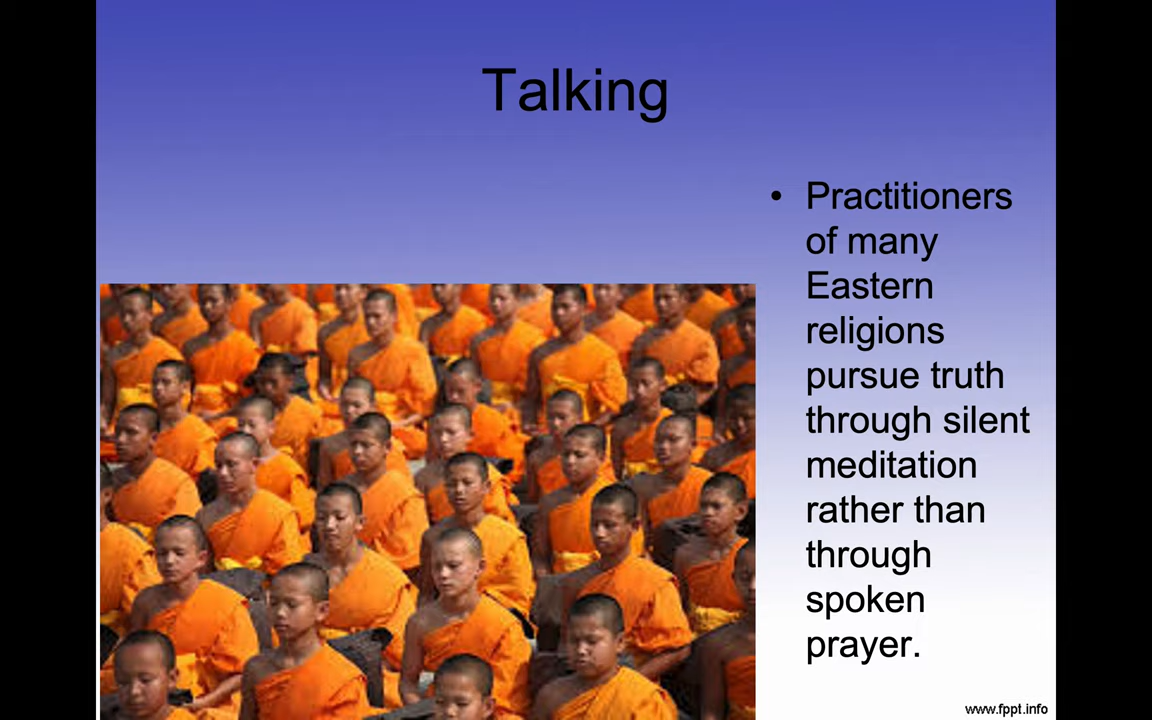 Talking
• Practitioners
of many
Eastern
religions
pursue truth
through silent
meditation
rather than
through
spoken
prayer.
www.fppt.info